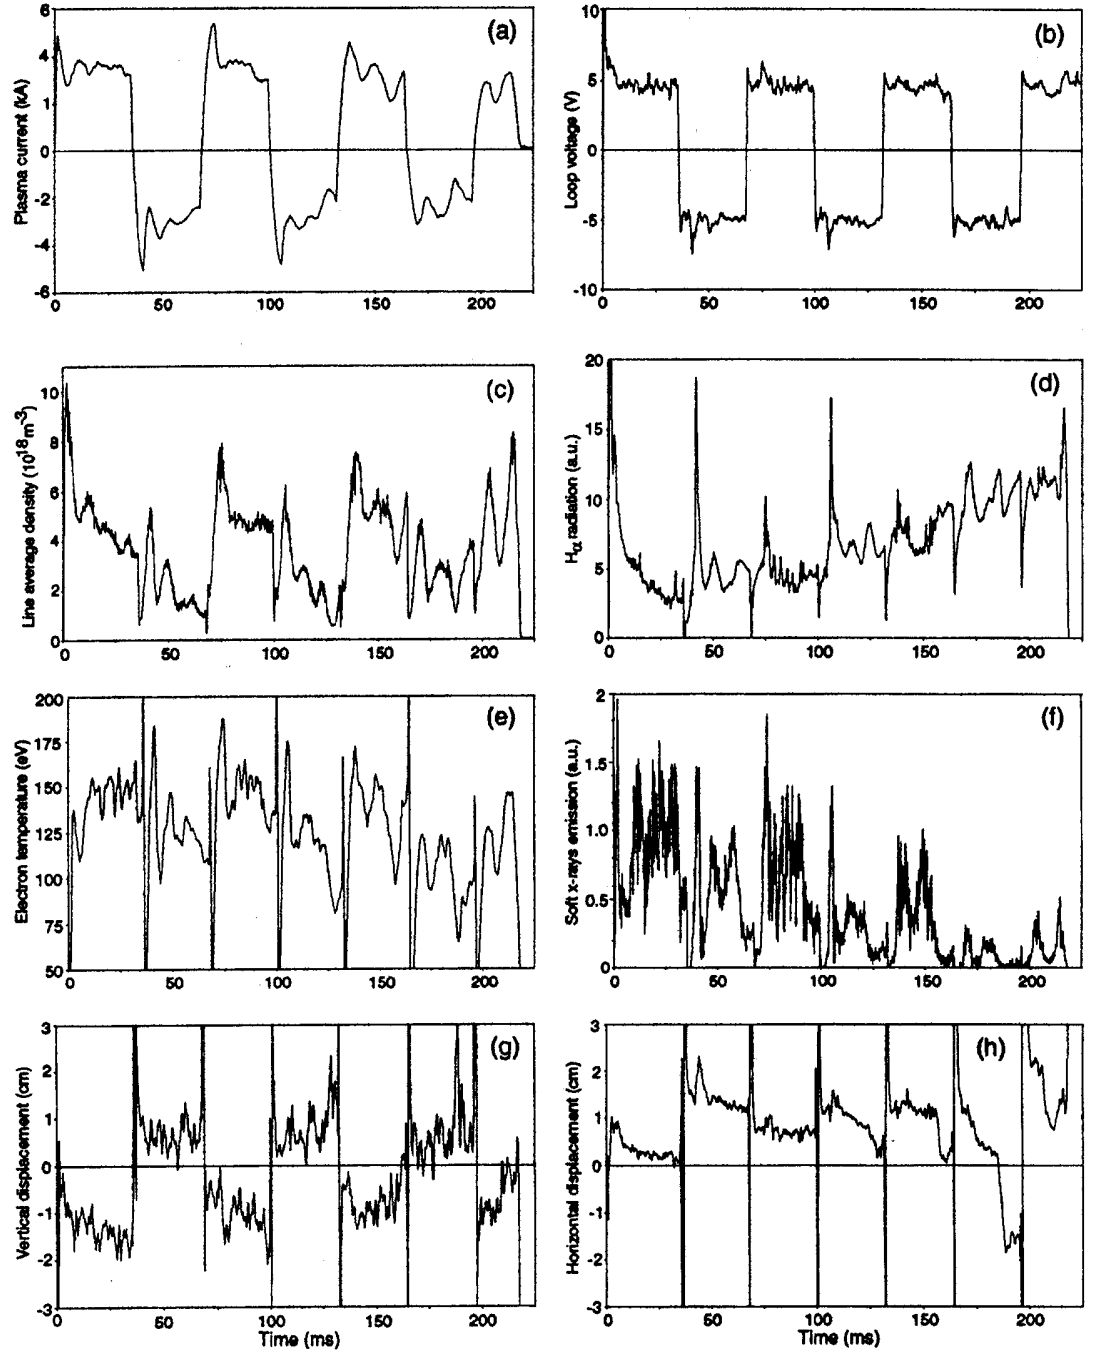 (a)
Plasma current (kA)
6
4
1
0
-2
-4
-6
0 50 100 150 200
(b)
Loop voltage (V)
10
5
0
-5
-10
0 50 100 150 200
(c)
Line average density (10¹⁸m⁻³)
10
8
6
4
2
0
0 50 100 150 200
(d)
Hα radiation (a.u.)
20
15
10
5
0
0 50 100 150 200
(e)
Electron temperature (eV)
200
175
150
125
100
75
50
0 50 100 150 200
(f)
Soft x-rays emission (a.u.)
2
1.5
1.0
0.5
0
0 50 100 150 200
(g)
Vertical displacement (cm)
3
2
1
0
-1
-2
-3
0 50 100 150 200
Time (ms)
(h)
Horizontal displacement (cm)
3
2
1
0
-1
-2
-3
0 50 100 150 200
Time (ms)